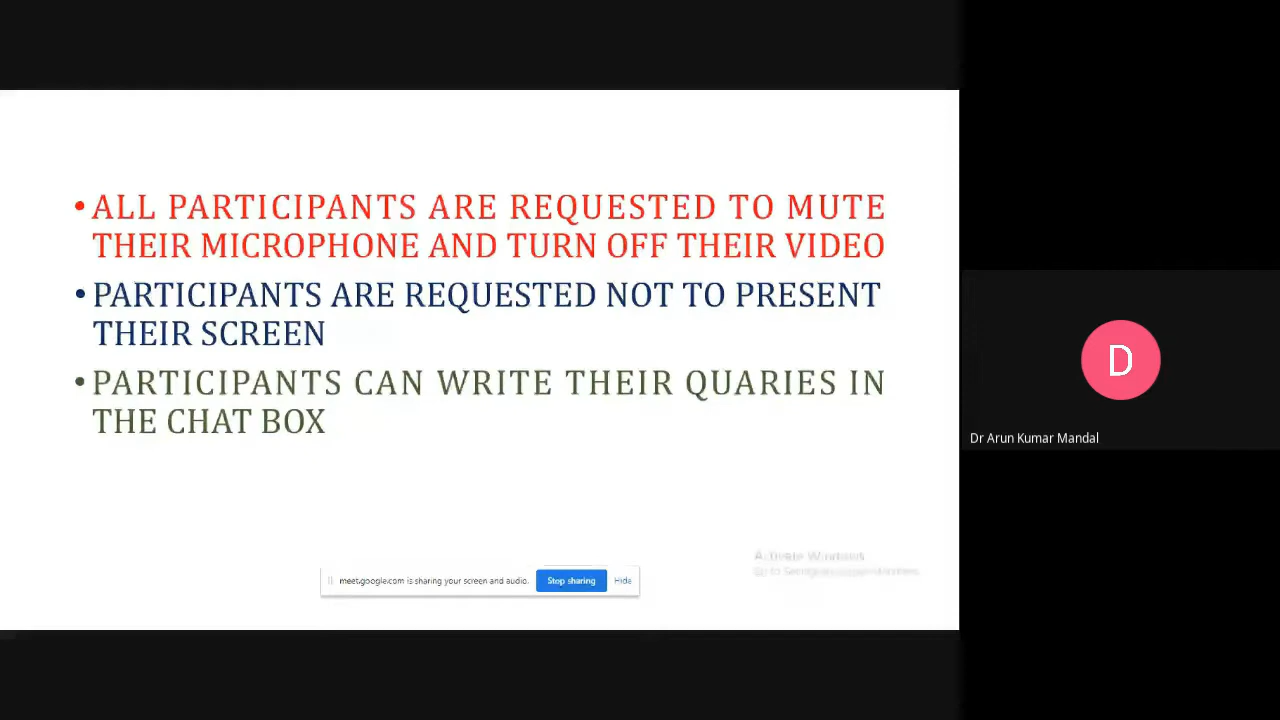 • ALL PARTICIPANTS ARE REQUESTED TO MUTE
THEIR MICROPHONE AND TURN OFF THEIR VIDEO
• PARTICIPANTS ARE REQUESTED NOT TO PRESENT
THEIR SCREEN
• PARTICIPANTS CAN WRITE THEIR QUARIES IN
THE CHAT BOX
D
Dr Arun Kumar Mandal
Activate Windows
meet.google.com is sharing your screen and audio. Stop sharing Hide